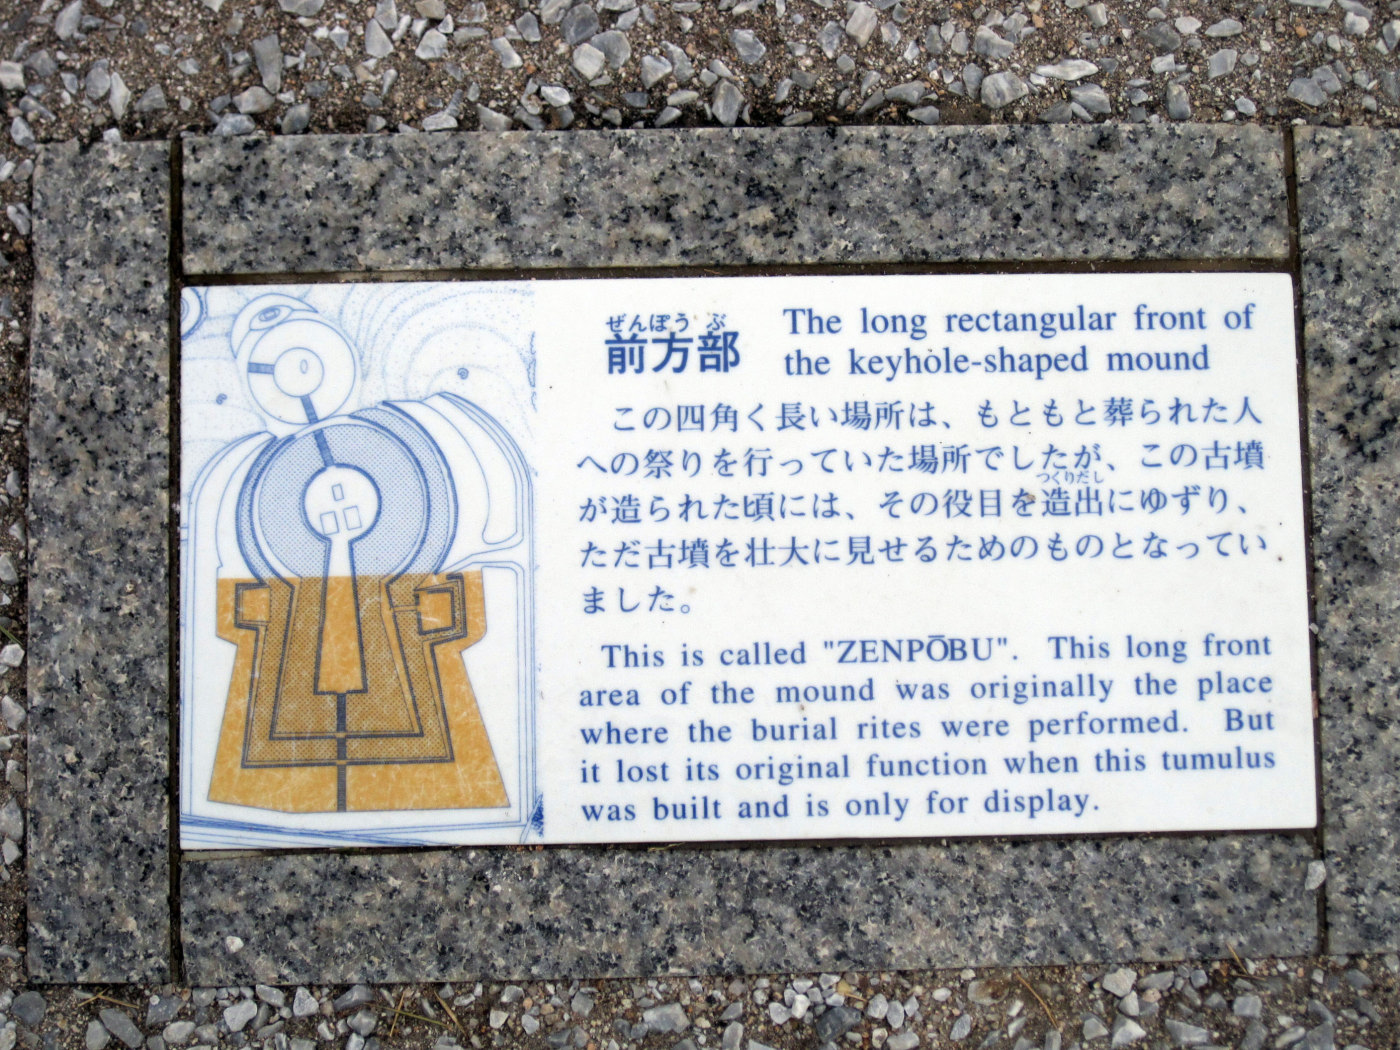 ぜんぽう ぶ
前方部
The long rectangular front of
the keyhole-shaped mound
この四角く長い場所は、もともと葬られた人
への祭りを行っていた場所でしたが、この古墳
つくりだし
が造られた頃には、その役目を造出にゆずり、
ただ古墳を壮大に見せるためのものとなってい
ました。
This is called "ZENPŌBU". This long front
area of the mound was originally the place
where the burial rites were performed. But
it lost its original function when this tumulus
was built and is only for display.